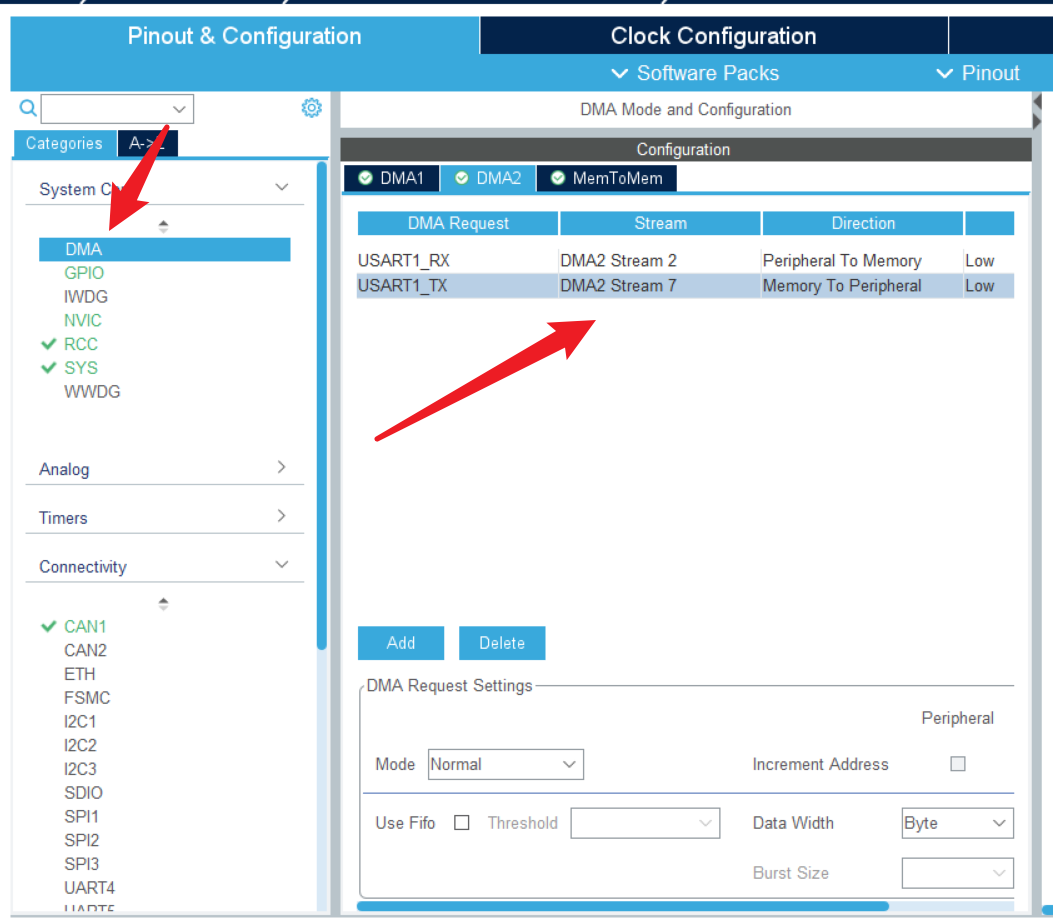 Pinout & Configuration
Clock Configuration
Software Packs
Pinout
Categories
DMA Mode and Configuration
Configuration
DMA1
DMA2
MemToMem
System
DMA
GPIO
IWDG
NVIC
RCC
SYS
WWDG
Analog
Timers
Connectivity
CAN1
CAN2
ETH
FSMC
I2C1
I2C2
I2C3
SDIO
SPI1
SPI2
SPI3
UART4
DMA Request Stream Direction
USART1_RX DMA2 Stream 2 Peripheral To Memory Low
USART1_TX DMA2 Stream 7 Memory To Peripheral Low
Add Delete
DMA Request Settings
Peripheral
Mode Normal Increment Address
Use Fifo Threshold Data Width Byte
Burst Size